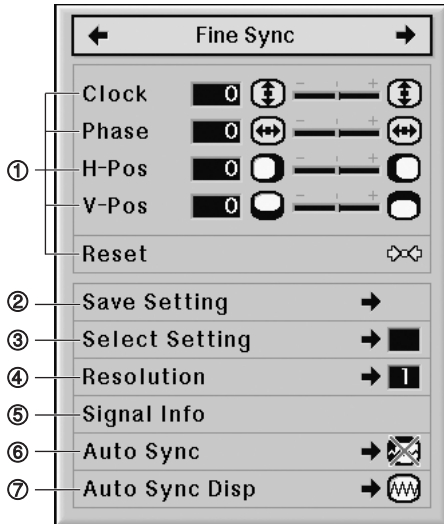 Fine Sync
Clock 0 − +
Phase 0 − +
① H-Pos 0 − +
V-Pos 0 − +
Reset
② Save Setting
③ Select Setting
④ Resolution 1
⑤ Signal Info
⑥ Auto Sync
⑦ Auto Sync Disp